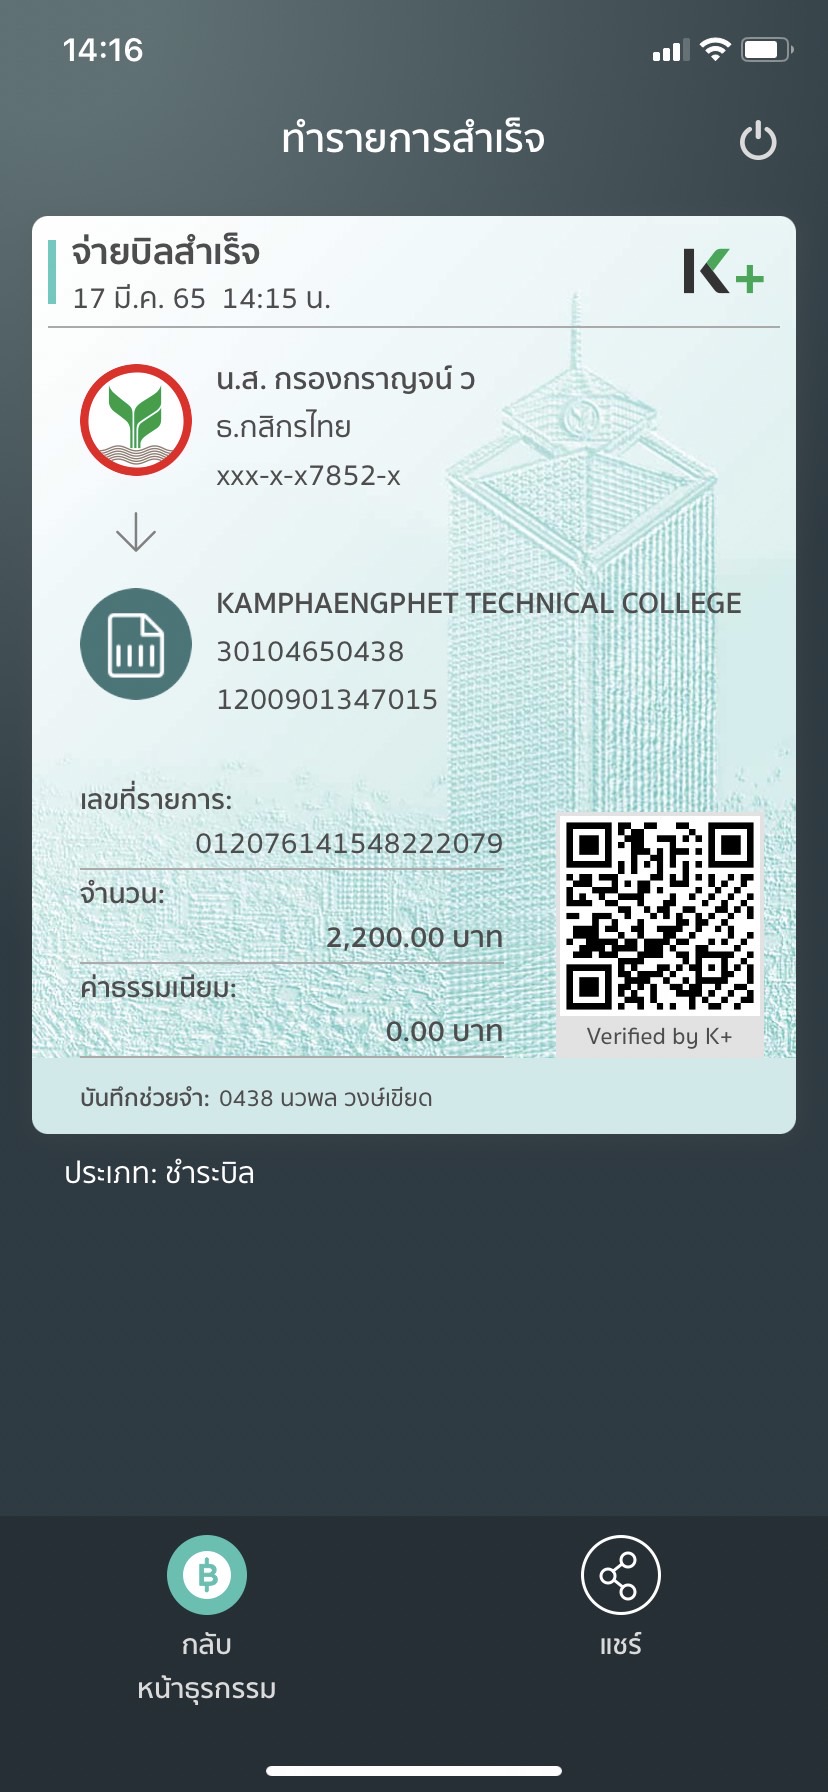 14:16
ทำรายการสำเร็จ
จ่ายบิลสำเร็จ
17 มี.ค. 65 14:15 น.
K+
น.ส. กรองกราญจน์ ว
ธ.กสิกรไทย
xxx-x-x7852-x
KAMPHAENGPHET TECHNICAL COLLEGE
30104650438
1200901347015
เลขที่รายการ:
012076141548222079
จำนวน:
2,200.00 บาท
ค่าธรรมเนียม:
0.00 บาท
Verified by K+
บันทึกช่วยจำ: 0438 นวพล วงษ์เขียด
ประเภท: ชำระบิล
กลับ
หน้าธุรกรรม
แชร์